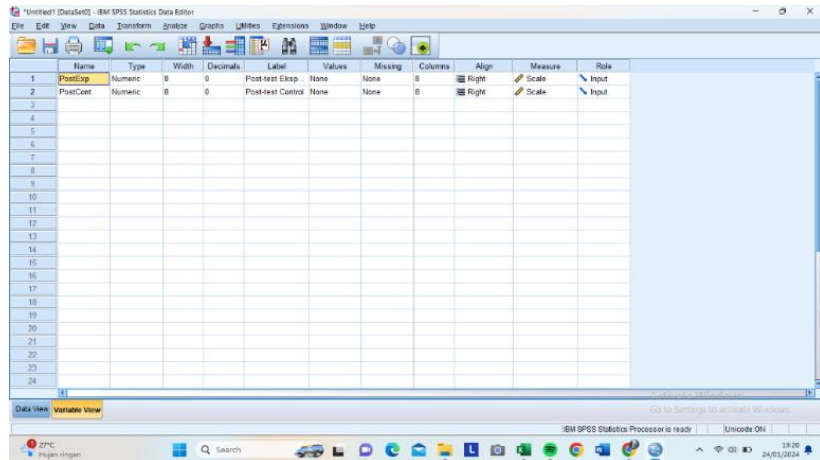 *Untitled1 [DataSet0] - IBM SPSS Statistics Data Editor
File Edit View Data Transform Analyze Graphs Utilities Extensions Window Help
Name Type Width Decimals Label Values Missing Columns Align Measure Role
1 PostExp Numeric 8 0 Post-test Eksp... None None 8 Right Scale Input
2 PostCont Numeric 8 0 Post-test Control None None 8 Right Scale Input
3
4
5
6
7
8
9
10
11
12
13
14
15
16
17
18
19
20
21
22
23
24
Activate Windows
Data View Variable View Go to Settings to activate Windows.
IBM SPSS Statistics Processor is ready Unicode:ON
27°C Search 19:20
Hujan ringan 24/01/2024